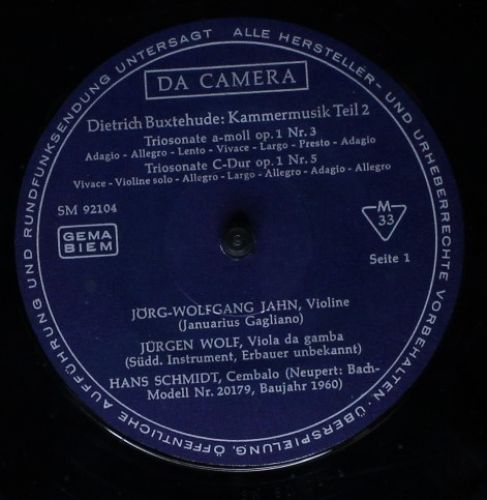 ALLE HERSTELLER- UND URHEBERRECHTE VORBEHALTEN · ÜBERSPIELUNG, ÖFFENTLICHE AUFFÜHRUNG UND RUNDFUNKSENDUNG UNTERSAGT
DA CAMERA
Dietrich Buxtehude: Kammermusik Teil 2
Triosonate a-moll op. 1 Nr. 3
Adagio - Allegro - Lento - Vivace - Largo - Presto - Adagio
Triosonate C-Dur op. 1 Nr. 5
Vivace - Violine solo - Allegro - Largo - Allegro - Adagio - Allegro
SM 92104
GEMA
BIEM
M
33
Seite 1
JÖRG-WOLFGANG JAHN, Violine
(Januarius Gagliano)
JÜRGEN WOLF, Viola da gamba
(Südd. Instrument, Erbauer unbekannt)
HANS SCHMIDT, Cembalo (Neupert: Bach-
Modell Nr. 20179, Baujahr 1960)